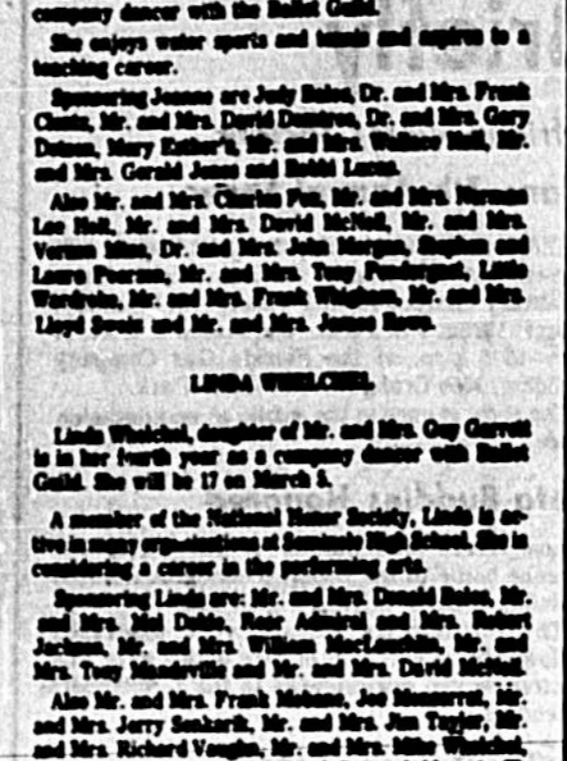 company dancer with the Ballet Guild.
She enjoys water sports and tennis and aspires to a
teaching career.
Sponsoring Jeanne are Judy Bales, Dr. and Mrs. Frank
Mr. and Mrs. David Dr. and Mrs. Gary
Mary Esther's, Mr. and Mrs. Wallace Hall, Mr.
and Mrs. Gerald Jones and Bobbi Lucas.
Also Mr. and Mrs. Charles Fox, Mr. and Mrs. Norman
Lee Holt, Mr. and Mrs. David McNeil, Mr. and Mrs.
Vernon Dr. and Mrs. John Morgan, Stephen and
Laura Pearson, Mr. and Mrs. Tony Little
Wardrobe, Mr. and Mrs. Frank Whigham, Mr. and Mrs.
Lloyd Swain and Mr. and Mrs. James Rowe.
LINDA WHELCHEL
Linda Whelchel, daughter of Mr. and Mrs. Guy Garrett
is in her fourth year as a company dancer with Ballet
Guild. She will be 17 on March 5.
A member of the National Honor Society, Linda is ac-
tive in many organizations at Seminole High School. She is
considering a career in the performing arts.
Sponsoring Linda are: Mr. and Mrs. Donald Bales, Mr.
and Mrs. Mel Rear Admiral and Mrs. Robert
Jackson, Mr. and Mrs. William MacLauchlin, Mr. and
Mrs. Tony Mandeville and Mr. and Mrs. David McNeil.
Also Mr. and Mrs. Frank Mebane, Joe Monserrat, Mr.
and Mrs. Jerry Senkarik, Mr. and Mrs. Jim Taylor, Mr.
and Mrs. Richard Vaughn, Mr. and Mrs. Mike Whelchel,